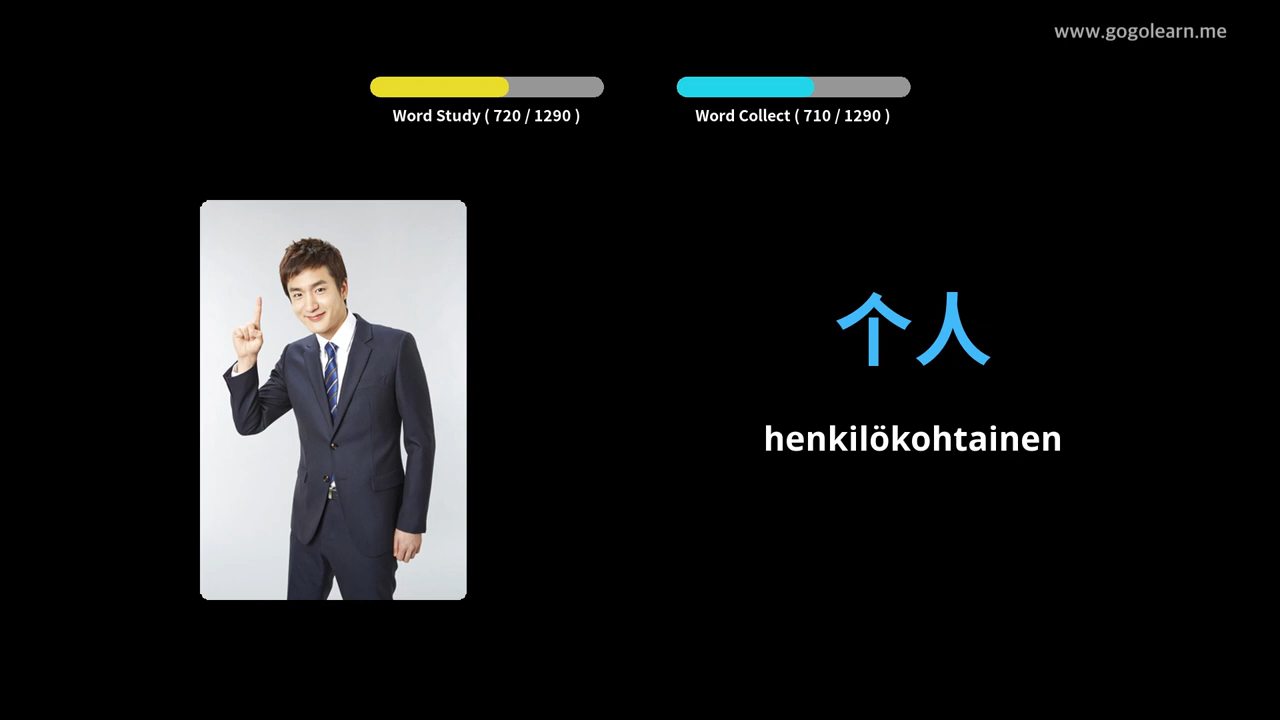 www.gogolearn.me
Word Study ( 720 / 1290 )
Word Collect ( 710 / 1290 )
个人
henkilökohtainen